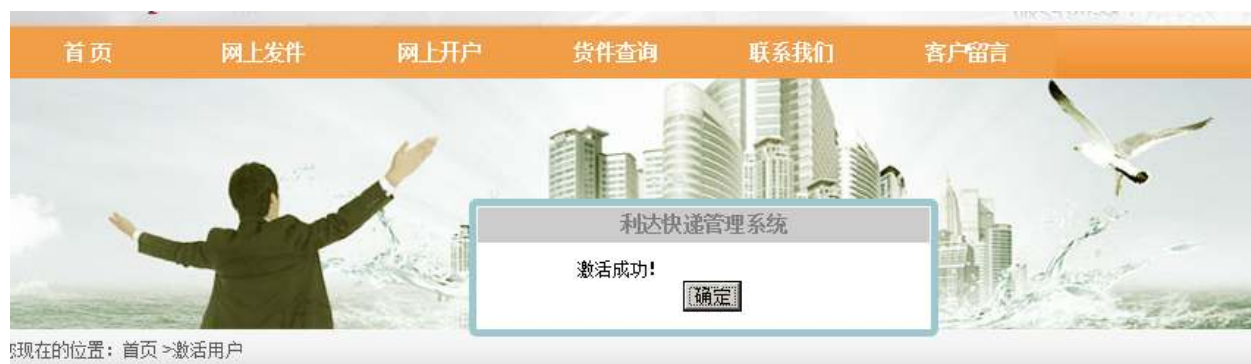 首页 网上发件 网上开户 货件查询 联系我们 客户留言
利达快递管理系统
激活成功!
确定
现在的位置：首页 >激活用户